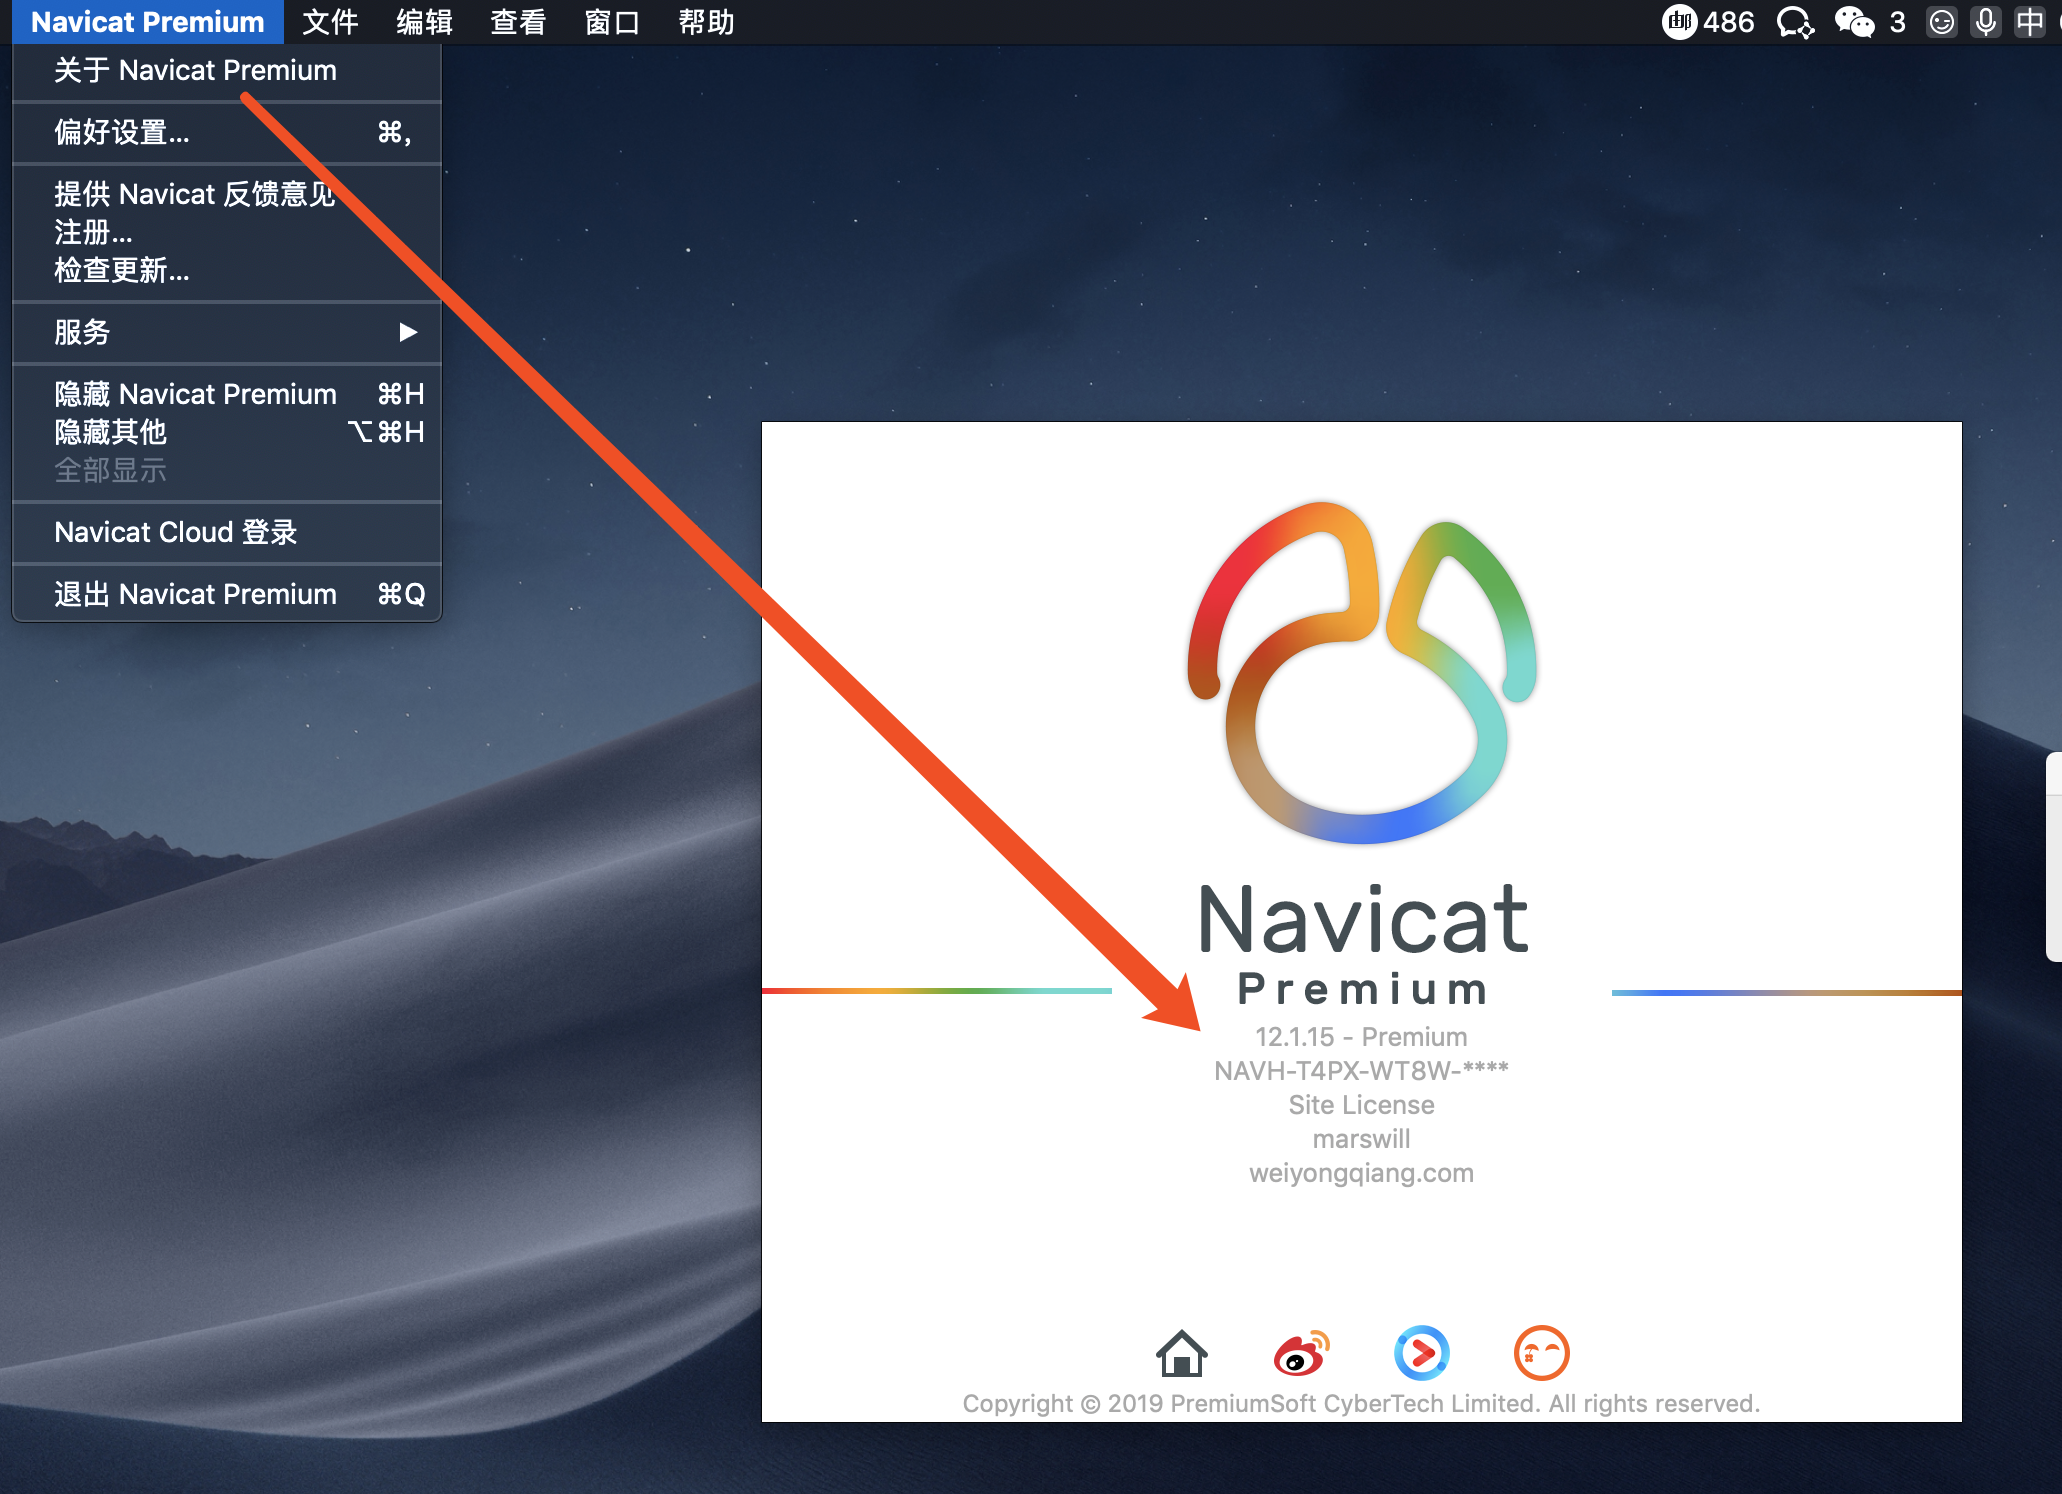 Navicat Premium 文件 编辑 查看 窗口 帮助 486 3 中
关于 Navicat Premium
偏好设置... ⌘,
提供 Navicat 反馈意见
注册...
检查更新...
服务 ▶
隐藏 Navicat Premium ⌘H
隐藏其他 ⌥⌘H
全部显示
Navicat Cloud 登录
退出 Navicat Premium ⌘Q
Navicat
Premium
12.1.15 - Premium
NAVH-T4PX-WT8W-****
Site License
marswill
weiyongqiang.com
Copyright © 2019 PremiumSoft CyberTech Limited. All rights reserved.